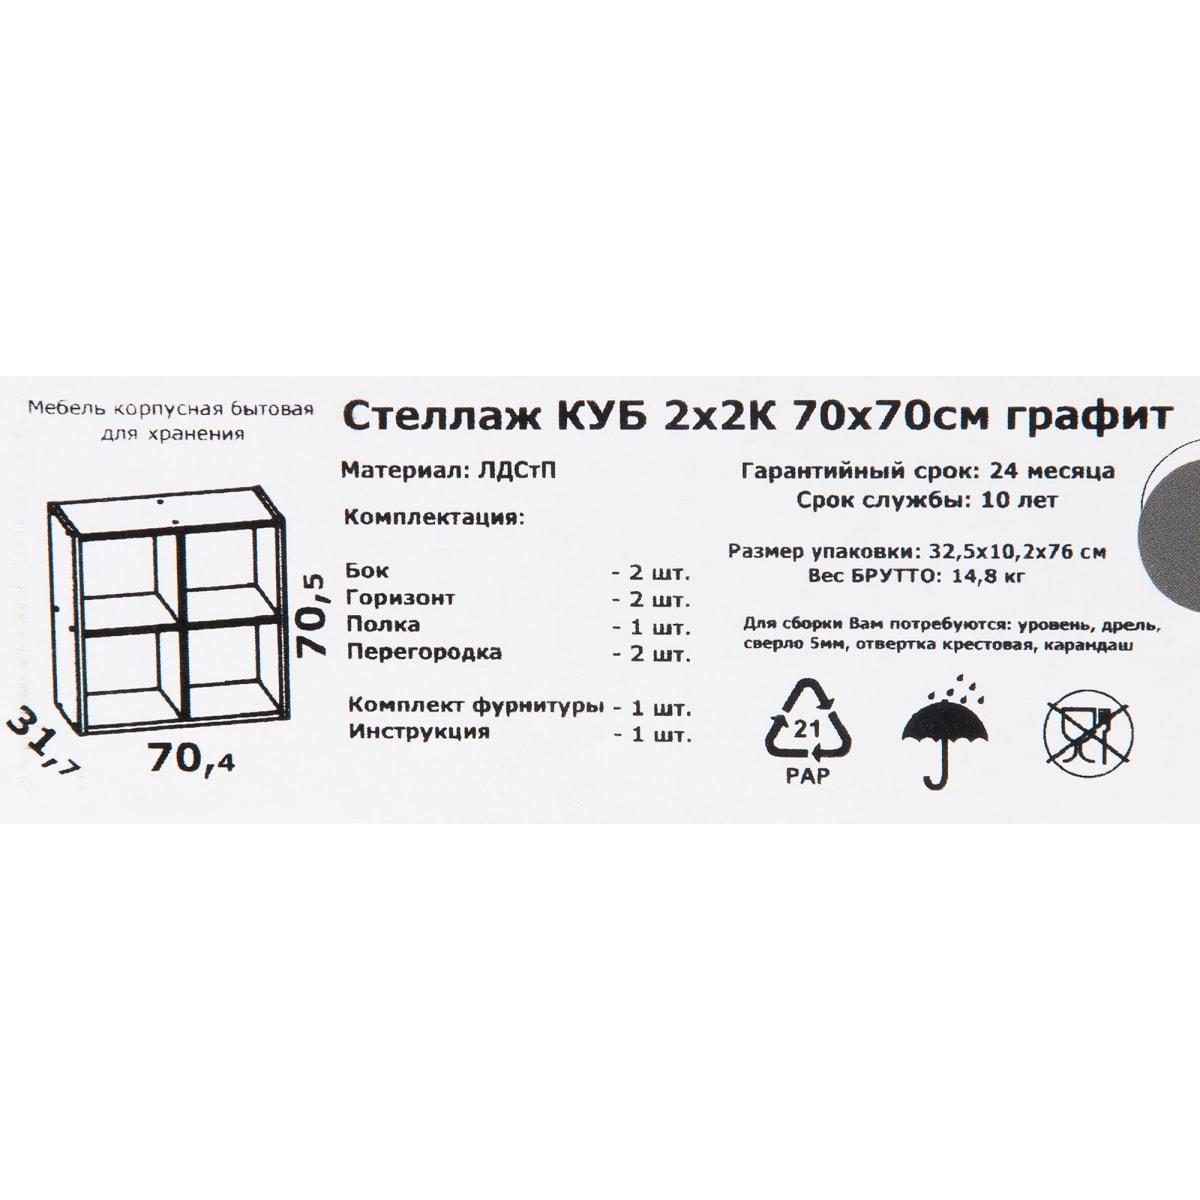 Мебель корпусная бытовая
для хранения
70,5
31,7
70,4
Стеллаж КУБ 2х2К 70х70см графит
Материал: ЛДСтП
Комплектация:
Бок - 2 шт.
Горизонт - 2 шт.
Полка - 1 шт.
Перегородка - 2 шт.
Комплект фурнитуры - 1 шт.
Инструкция - 1 шт.
Гарантийный срок: 24 месяца
Срок службы: 10 лет
Размер упаковки: 32,5х10,2х76 см
Вес БРУТТО: 14,8 кг
Для сборки Вам потребуются: уровень, дрель,
сверло 5мм, отвертка крестовая, карандаш
21
PAP